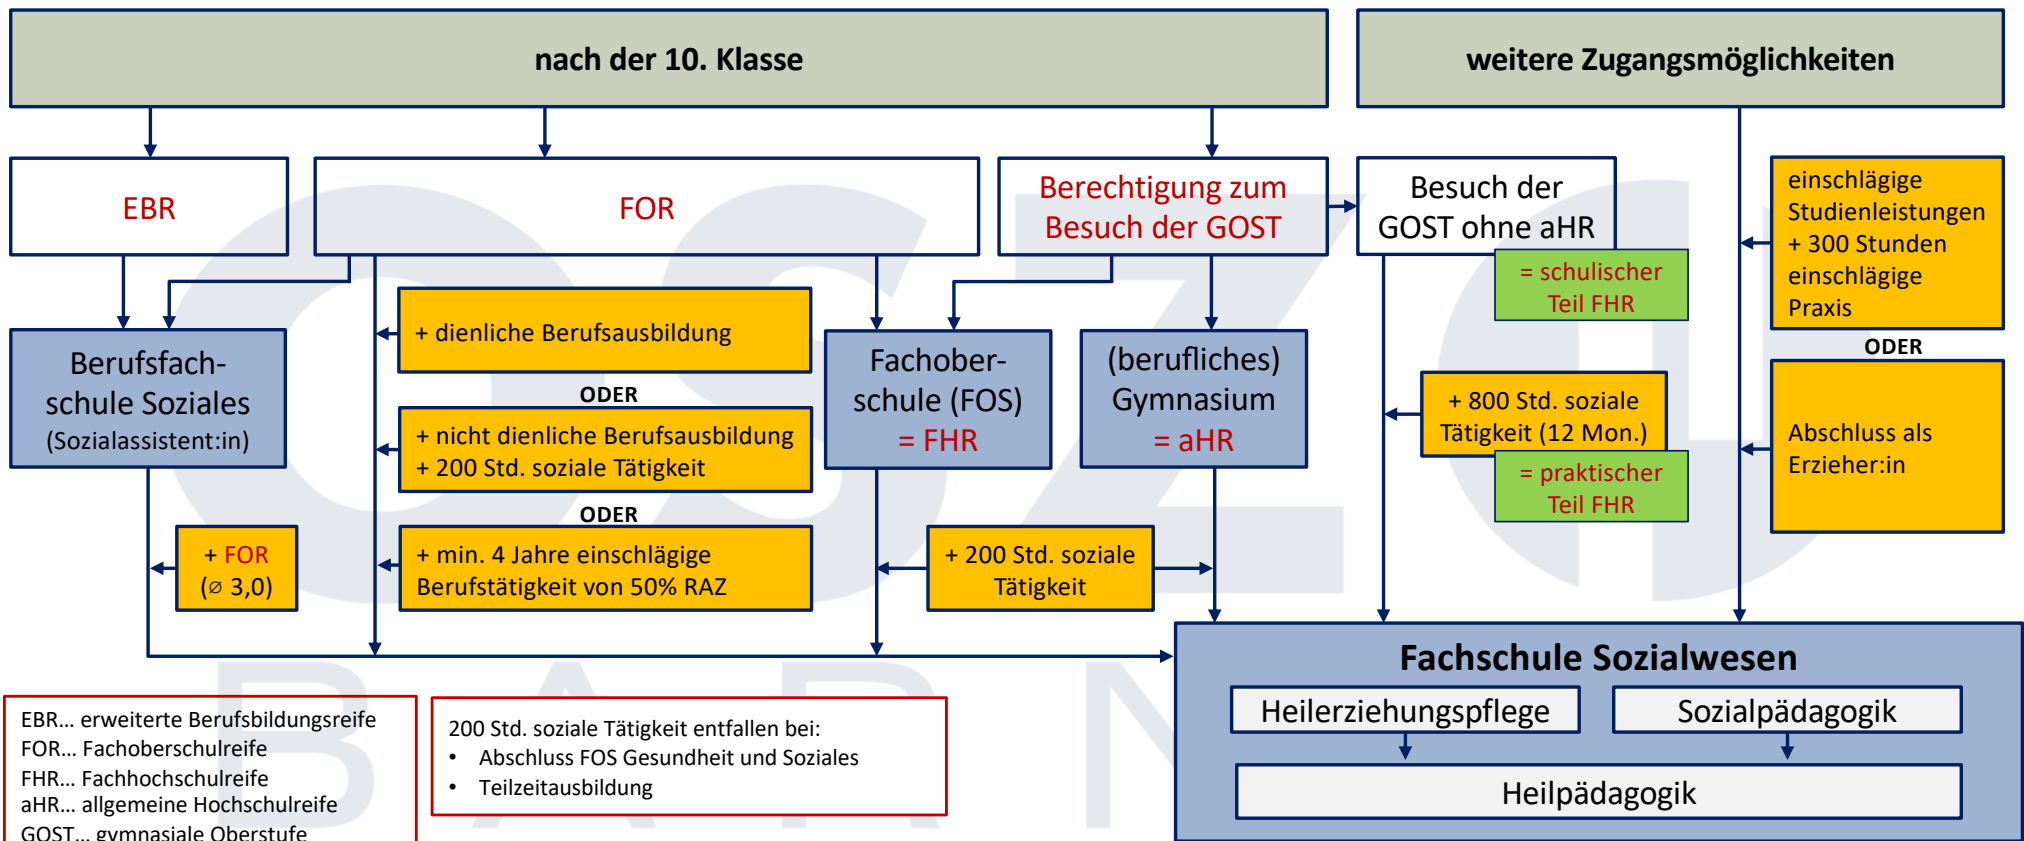 nach der 10. Klasse
weitere Zugangsmöglichkeiten
EBR
FOR
Berechtigung zum
Besuch der GOST
Besuch der
GOST ohne aHR
= schulischer
Teil FHR
einschlägige
Studienleistungen
+ 300 Stunden
einschlägige
Praxis
ODER
Abschluss als
Erzieher:in
Berufsfach-
schule Soziales
(Sozialassistent:in)
+ dienliche Berufsausbildung
ODER
+ nicht dienliche Berufsausbildung
+ 200 Std. soziale Tätigkeit
ODER
+ min. 4 Jahre einschlägige
Berufstätigkeit von 50% RAZ
Fachober-
schule (FOS)
= FHR
(berufliches)
Gymnasium
= aHR
+ 800 Std. soziale
Tätigkeit (12 Mon.)
= praktischer
Teil FHR
+ FOR
(⌀ 3,0)
+ 200 Std. soziale
Tätigkeit
Fachschule Sozialwesen
Heilerziehungspflege
Sozialpädagogik
Heilpädagogik
EBR... erweiterte Berufsbildungsreife
FOR... Fachoberschulreife
FHR... Fachhochschulreife
aHR... allgemeine Hochschulreife
GOST... gymnasiale Oberstufe
200 Std. soziale Tätigkeit entfallen bei:
• Abschluss FOS Gesundheit und Soziales
• Teilzeitausbildung
OSZ
BARN